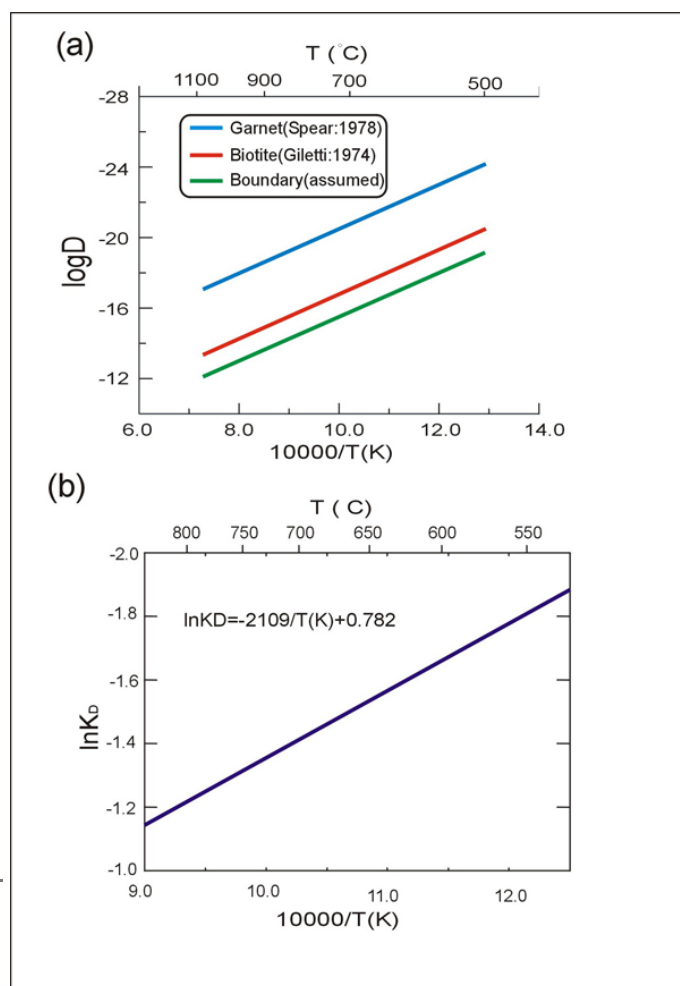 (a)
T (°C)
1100 900 700 500
-28
-24
-20
-16
-12
logD
Garnet(Spear:1978)
Biotite(Giletti:1974)
Boundary(assumed)
6.0 8.0 10.0 12.0 14.0
10000/T(K)
(b)
T ( C)
800 750 700 650 600 550
-2.0
-1.8
-1.6
-1.4
-1.2
-1.0
lnKD
lnKD=-2109/T(K)+0.782
9.0 10.0 11.0 12.0
10000/T(K)